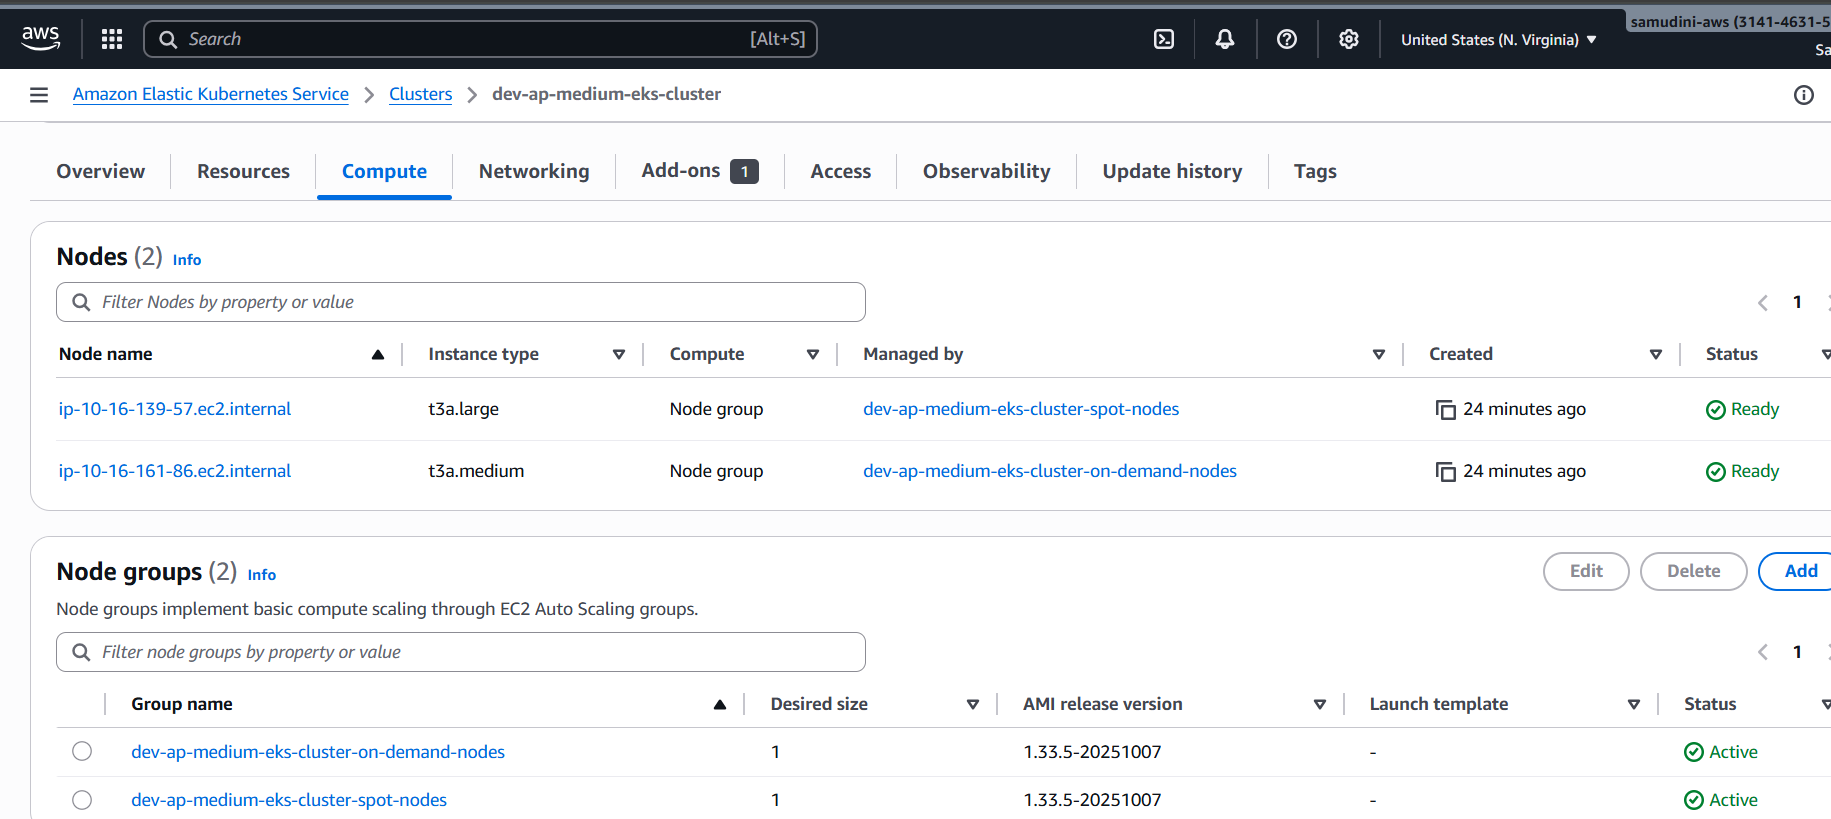 aws
Search [Alt+S]
United States (N. Virginia)
samudini-aws (3141-4631-5
Sa
Amazon Elastic Kubernetes Service > Clusters > dev-ap-medium-eks-cluster
Overview Resources Compute Networking Add-ons 1 Access Observability Update history Tags
Nodes (2) Info
Filter Nodes by property or value
1
Node name Instance type Compute Managed by Created Status
ip-10-16-139-57.ec2.internal t3a.large Node group dev-ap-medium-eks-cluster-spot-nodes 24 minutes ago Ready
ip-10-16-161-86.ec2.internal t3a.medium Node group dev-ap-medium-eks-cluster-on-demand-nodes 24 minutes ago Ready
Node groups (2) Info
Edit Delete Add
Node groups implement basic compute scaling through EC2 Auto Scaling groups.
Filter node groups by property or value
1
Group name Desired size AMI release version Launch template Status
dev-ap-medium-eks-cluster-on-demand-nodes 1 1.33.5-20251007 - Active
dev-ap-medium-eks-cluster-spot-nodes 1 1.33.5-20251007 - Active